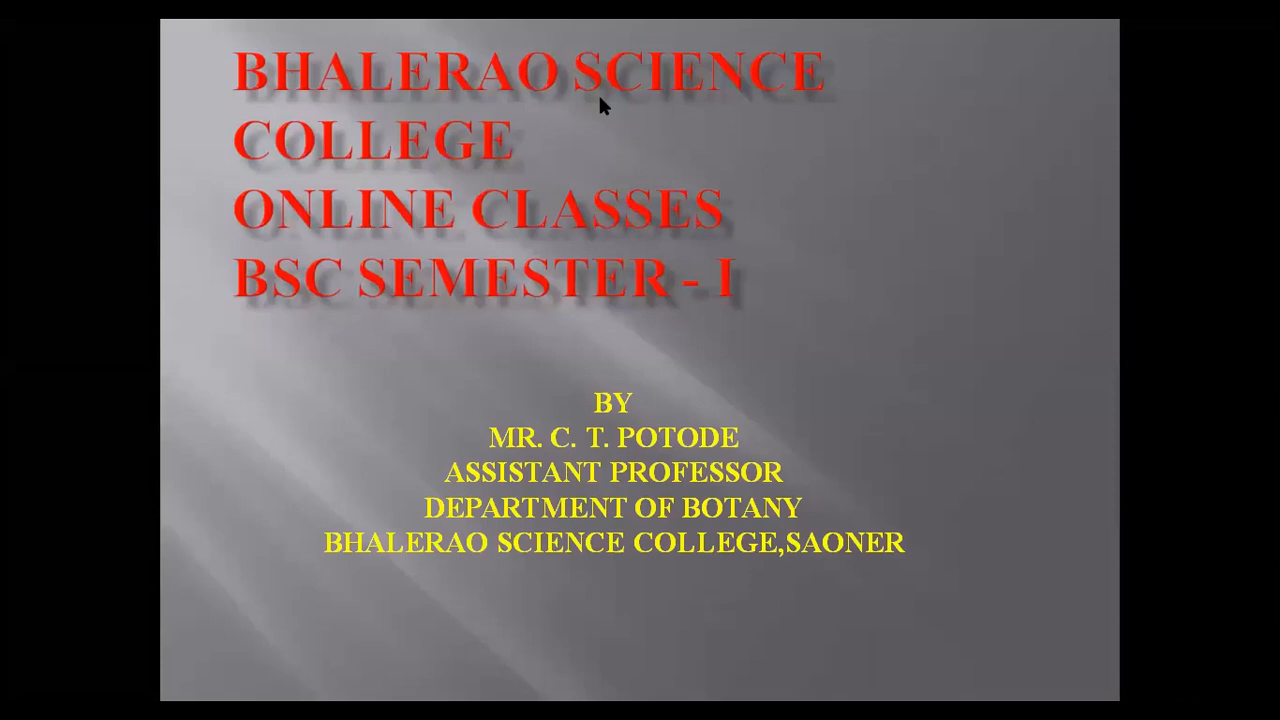 BHALERAO SCIENCE
COLLEGE
ONLINE CLASSES
BSC SEMESTER - I
BY
MR. C. T. POTODE
ASSISTANT PROFESSOR
DEPARTMENT OF BOTANY
BHALERAO SCIENCE COLLEGE,SAONER